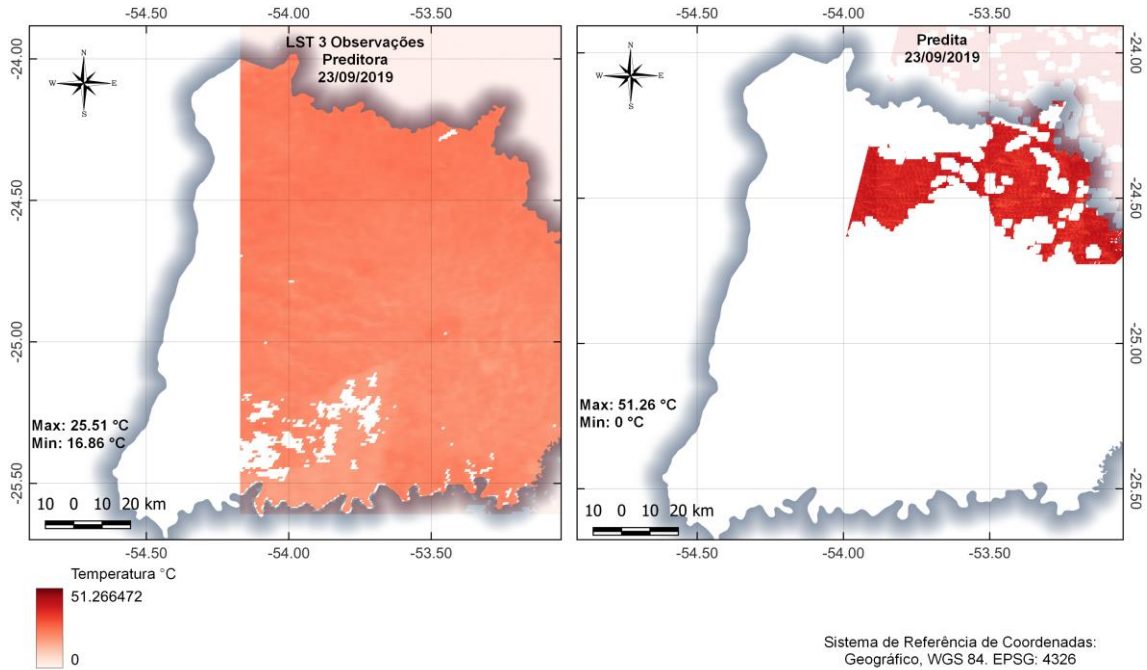 -54.50 -54.00 -53.50
-54.50 -54.00 -53.50
LST 3 Observações
Preditora
23/09/2019
Predita
23/09/2019
N
W E
S
N
W E
S
-24.00
-24.50
-25.00
-25.50
-24.00
-24.50
-25.00
-25.50
Max: 25.51 °C
Min: 16.86 °C
Max: 51.26 °C
Min: 0 °C
10 0 10 20 km
10 0 10 20 km
-54.50 -54.00 -53.50
-54.50 -54.00 -53.50
Temperatura °C
51.266472
0
Sistema de Referência de Coordenadas:
Geográfico, WGS 84. EPSG: 4326